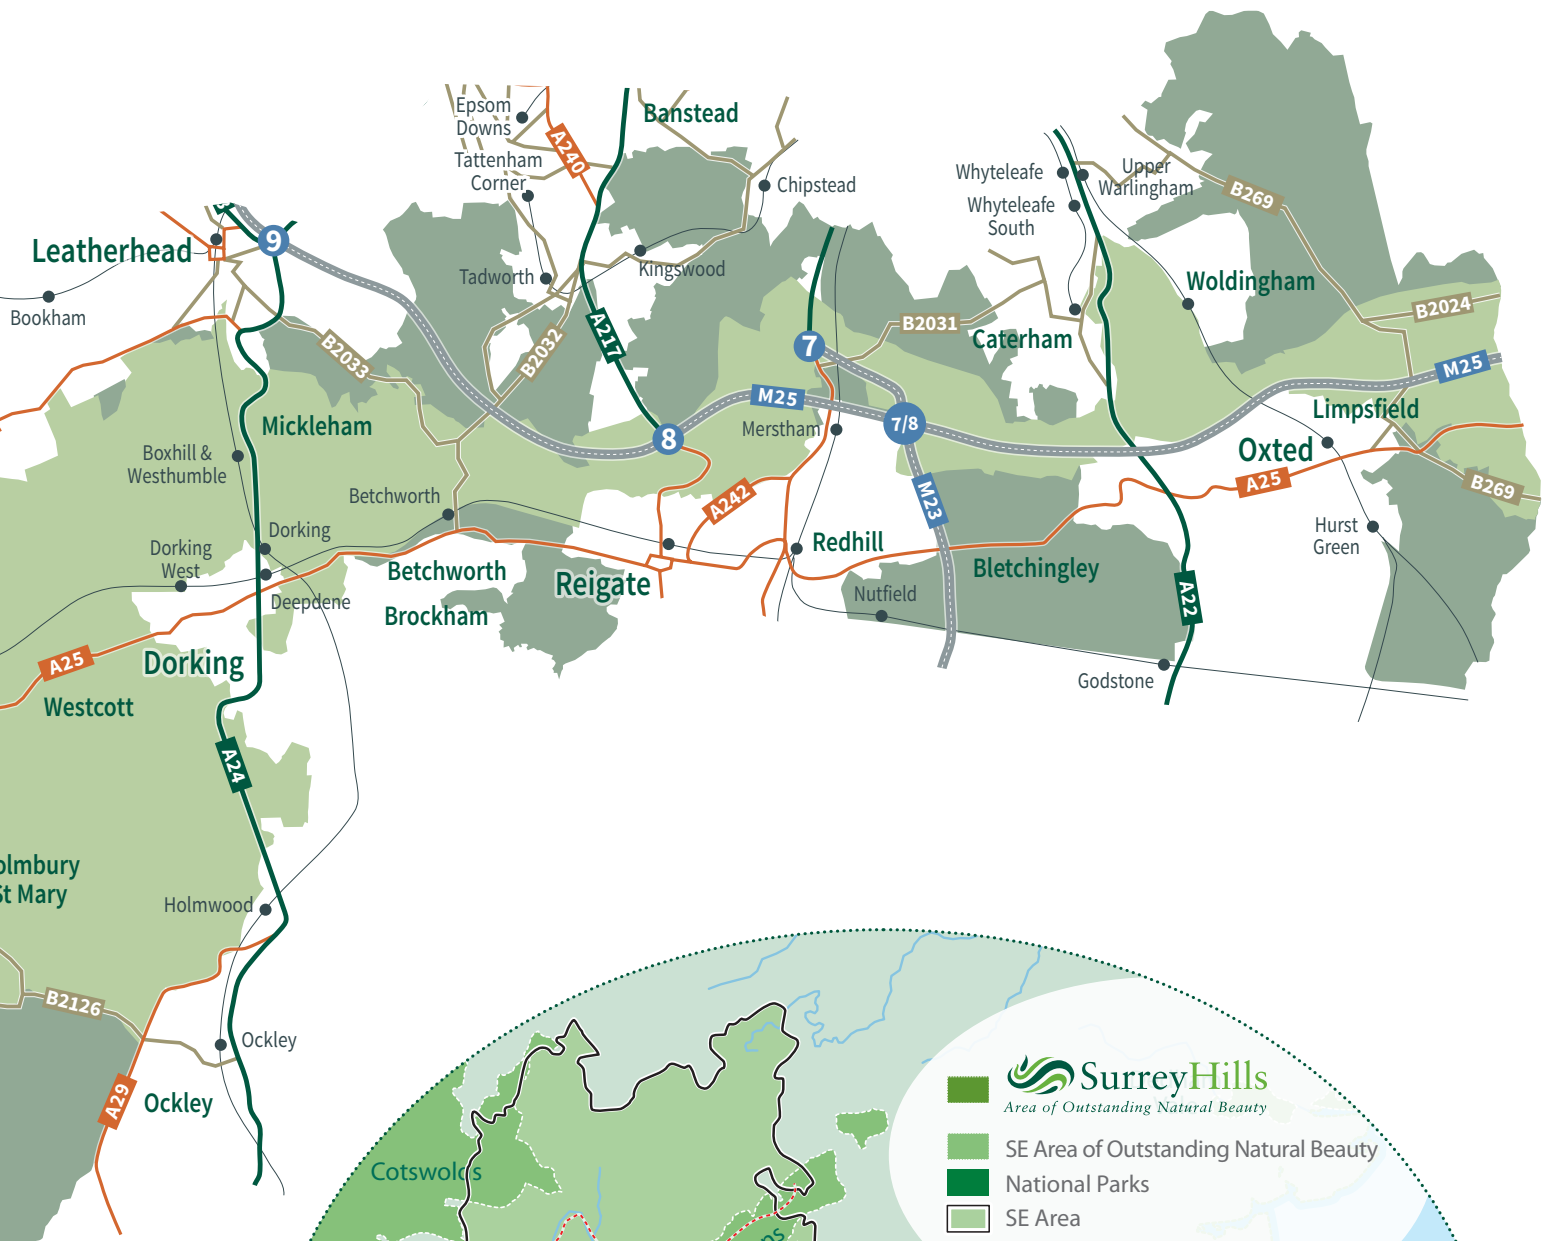 Epsom
Downs
Banstead
A240
Tattenham
Corner
Chipstead
Whyteleafe
Upper
Warlingham
Whyteleafe
South
B269
Leatherhead
9
Tadworth
Kingswood
Woldingham
Bookham
B2033
B2032
A217
7
B2031
Caterham
B2024
M25
Mickleham
M25
8
Merstham
7/8
Limpsfield
Oxted
Boxhill &
Westhumble
Betchworth
A242
M23
A25
B269
Dorking
Dorking
West
Redhill
Hurst
Green
Deepdene
Betchworth
Reigate
Bletchingley
Nutfield
A22
Brockham
A25
Dorking
Godstone
Westcott
A24
olmbury
St Mary
Holmwood
B2126
Ockley
A29
Ockley
Cotswolds
SurreyHills
Area of Outstanding Natural Beauty
SE Area of Outstanding Natural Beauty
National Parks
SE Area
ns